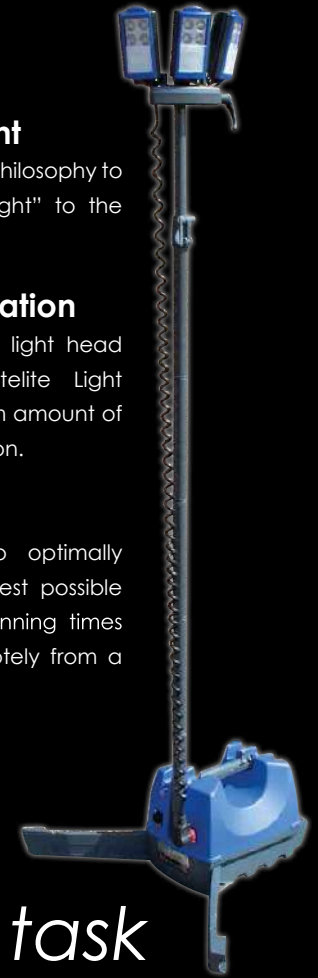 nt
hilosophy to
ght” to the
ation
light head
telite Light
n amount of
on.
o optimally
est possible
nning times
otely from a
task